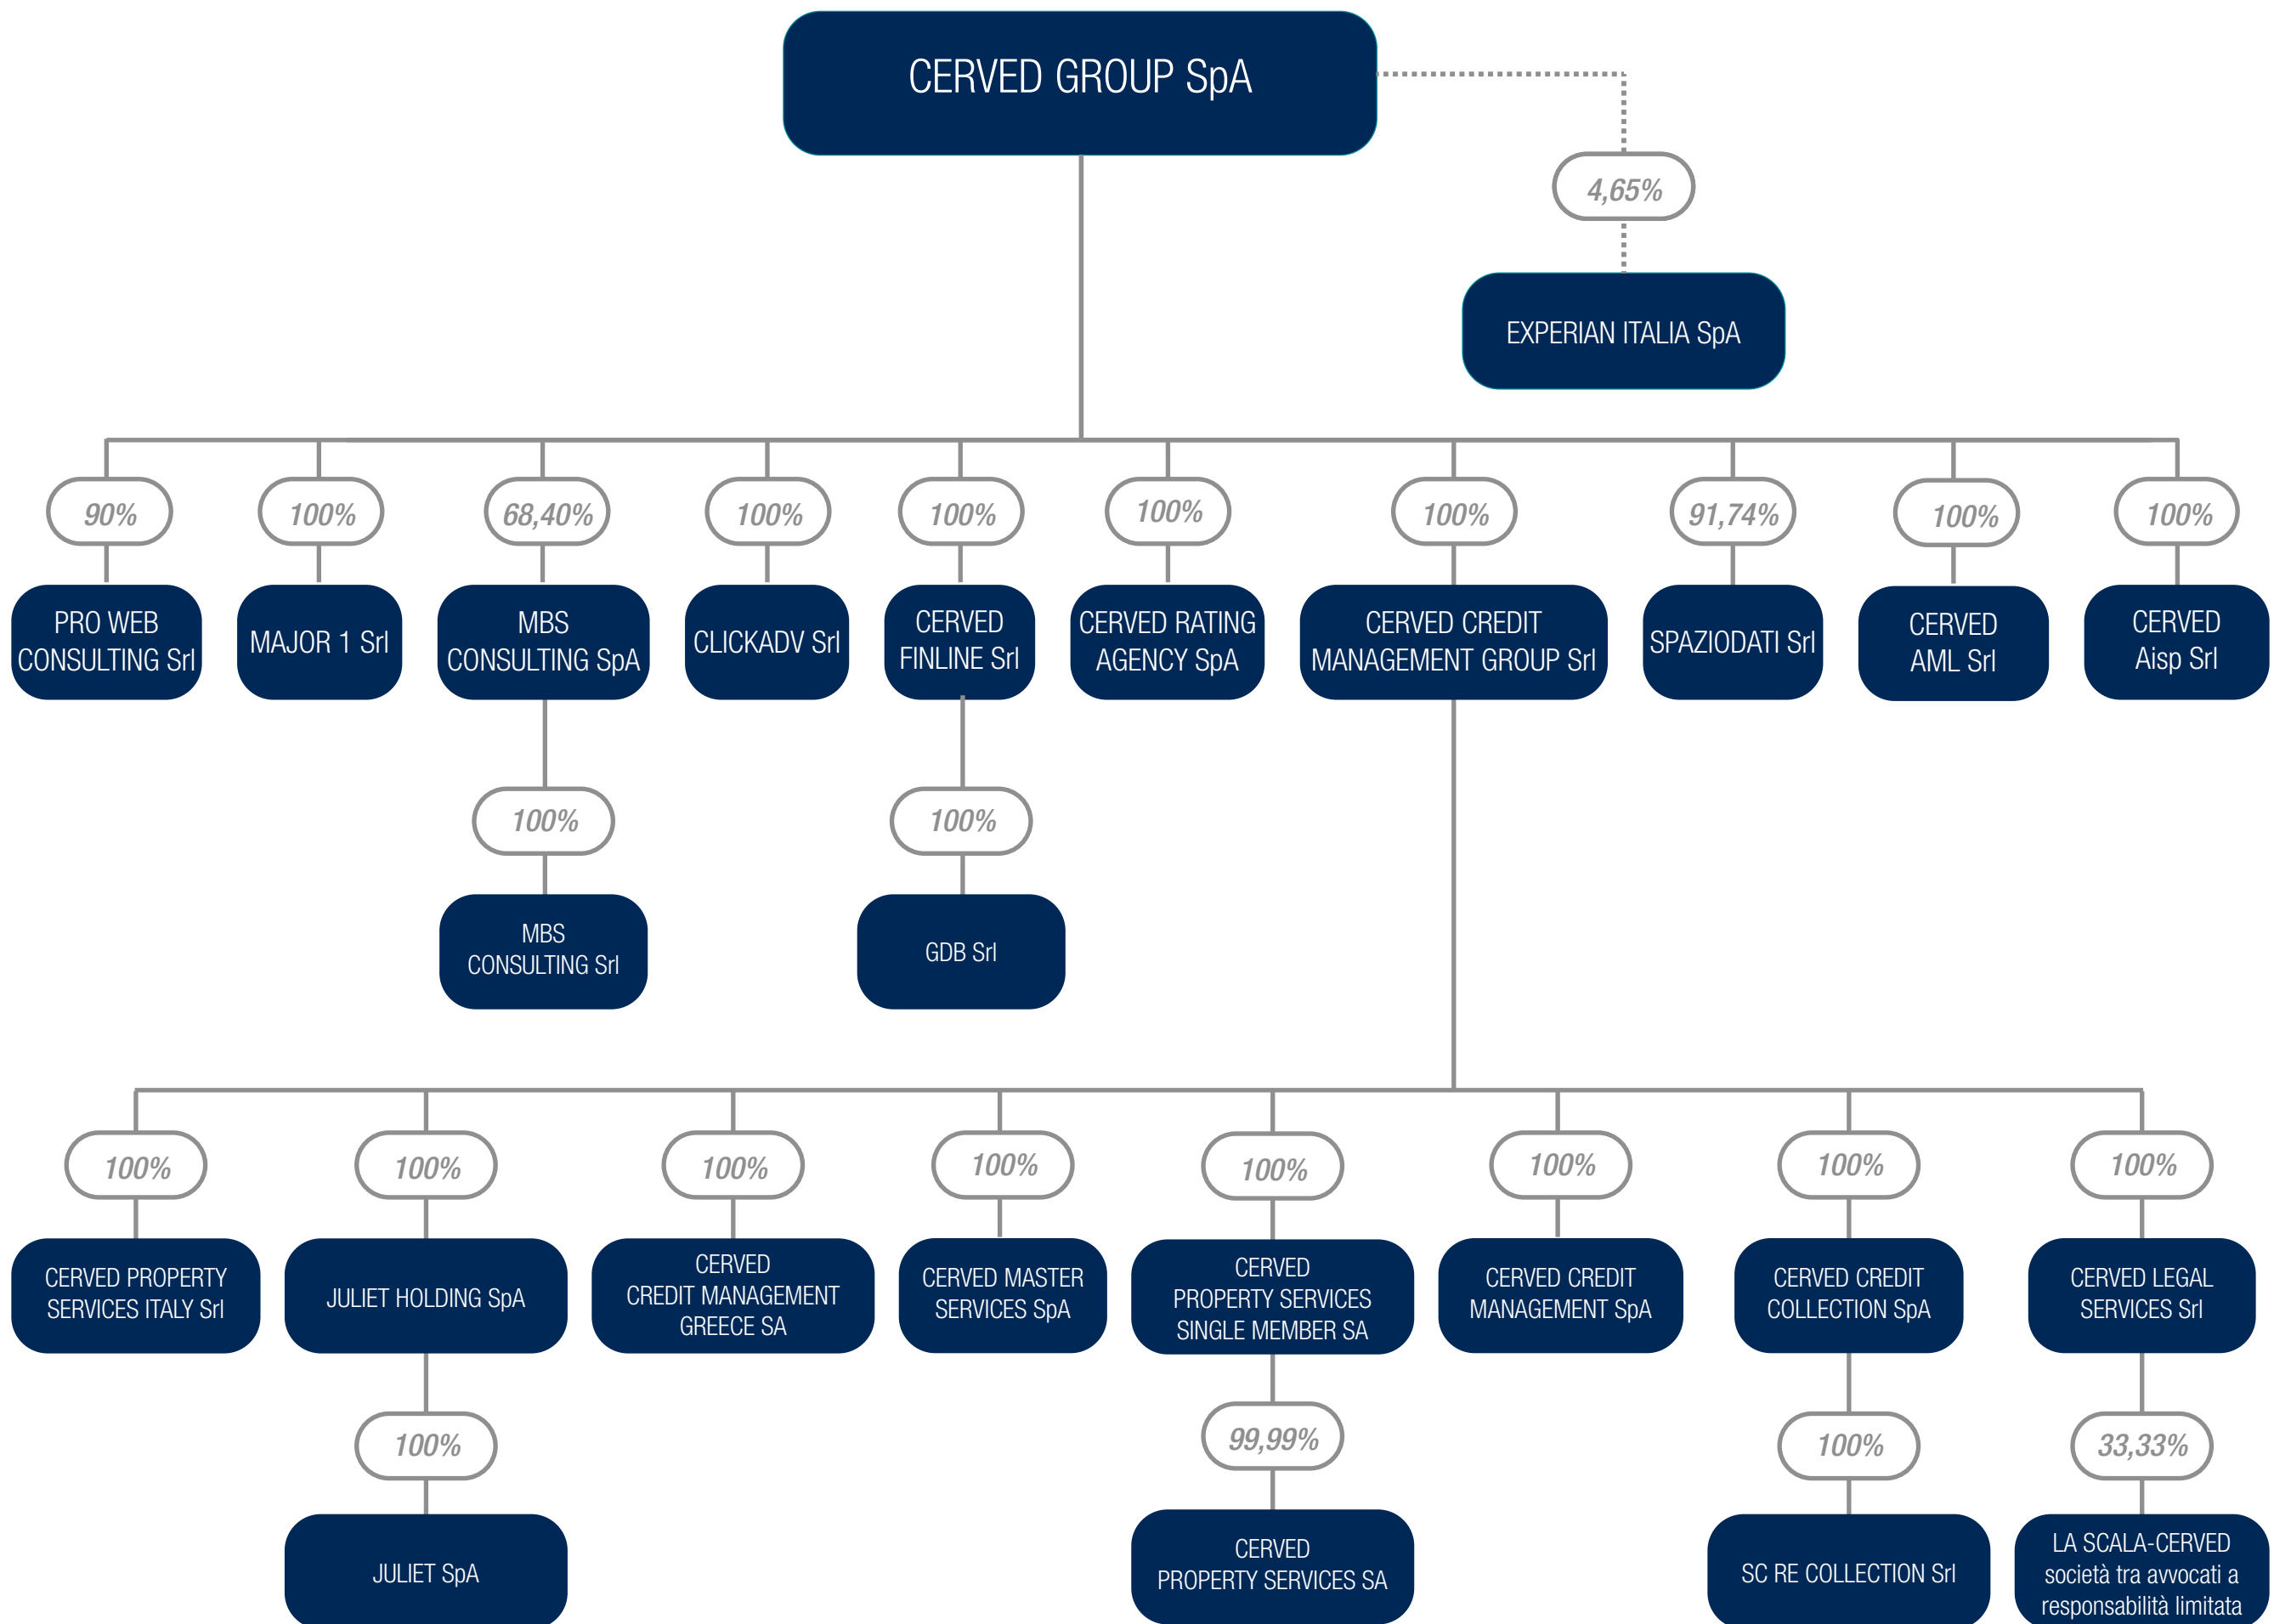 CERVED GROUP SpA
4,65%
EXPERIAN ITALIA SpA
90%
100%
68,40%
100%
100%
100%
100%
91,74%
100%
100%
PRO WEB
CONSULTING Srl
MAJOR 1 Srl
MBS
CONSULTING SpA
CLICKADV Srl
CERVED
FINLINE Srl
CERVED RATING
AGENCY SpA
CERVED CREDIT
MANAGEMENT GROUP Srl
SPAZIODATI Srl
CERVED
AML Srl
CERVED
Aisp Srl
100%
100%
MBS
CONSULTING Srl
GDB Srl
100%
100%
100%
100%
100%
100%
100%
100%
CERVED PROPERTY
SERVICES ITALY Srl
JULIET HOLDING SpA
CERVED
CREDIT MANAGEMENT
GREECE SA
CERVED MASTER
SERVICES SpA
CERVED
PROPERTY SERVICES
SINGLE MEMBER SA
CERVED CREDIT
MANAGEMENT SpA
CERVED CREDIT
COLLECTION SpA
CERVED LEGAL
SERVICES Srl
100%
99,99%
100%
33,33%
JULIET SpA
CERVED
PROPERTY SERVICES SA
SC RE COLLECTION Srl
LA SCALA-CERVED
società tra avvocati a
responsabilità limitata